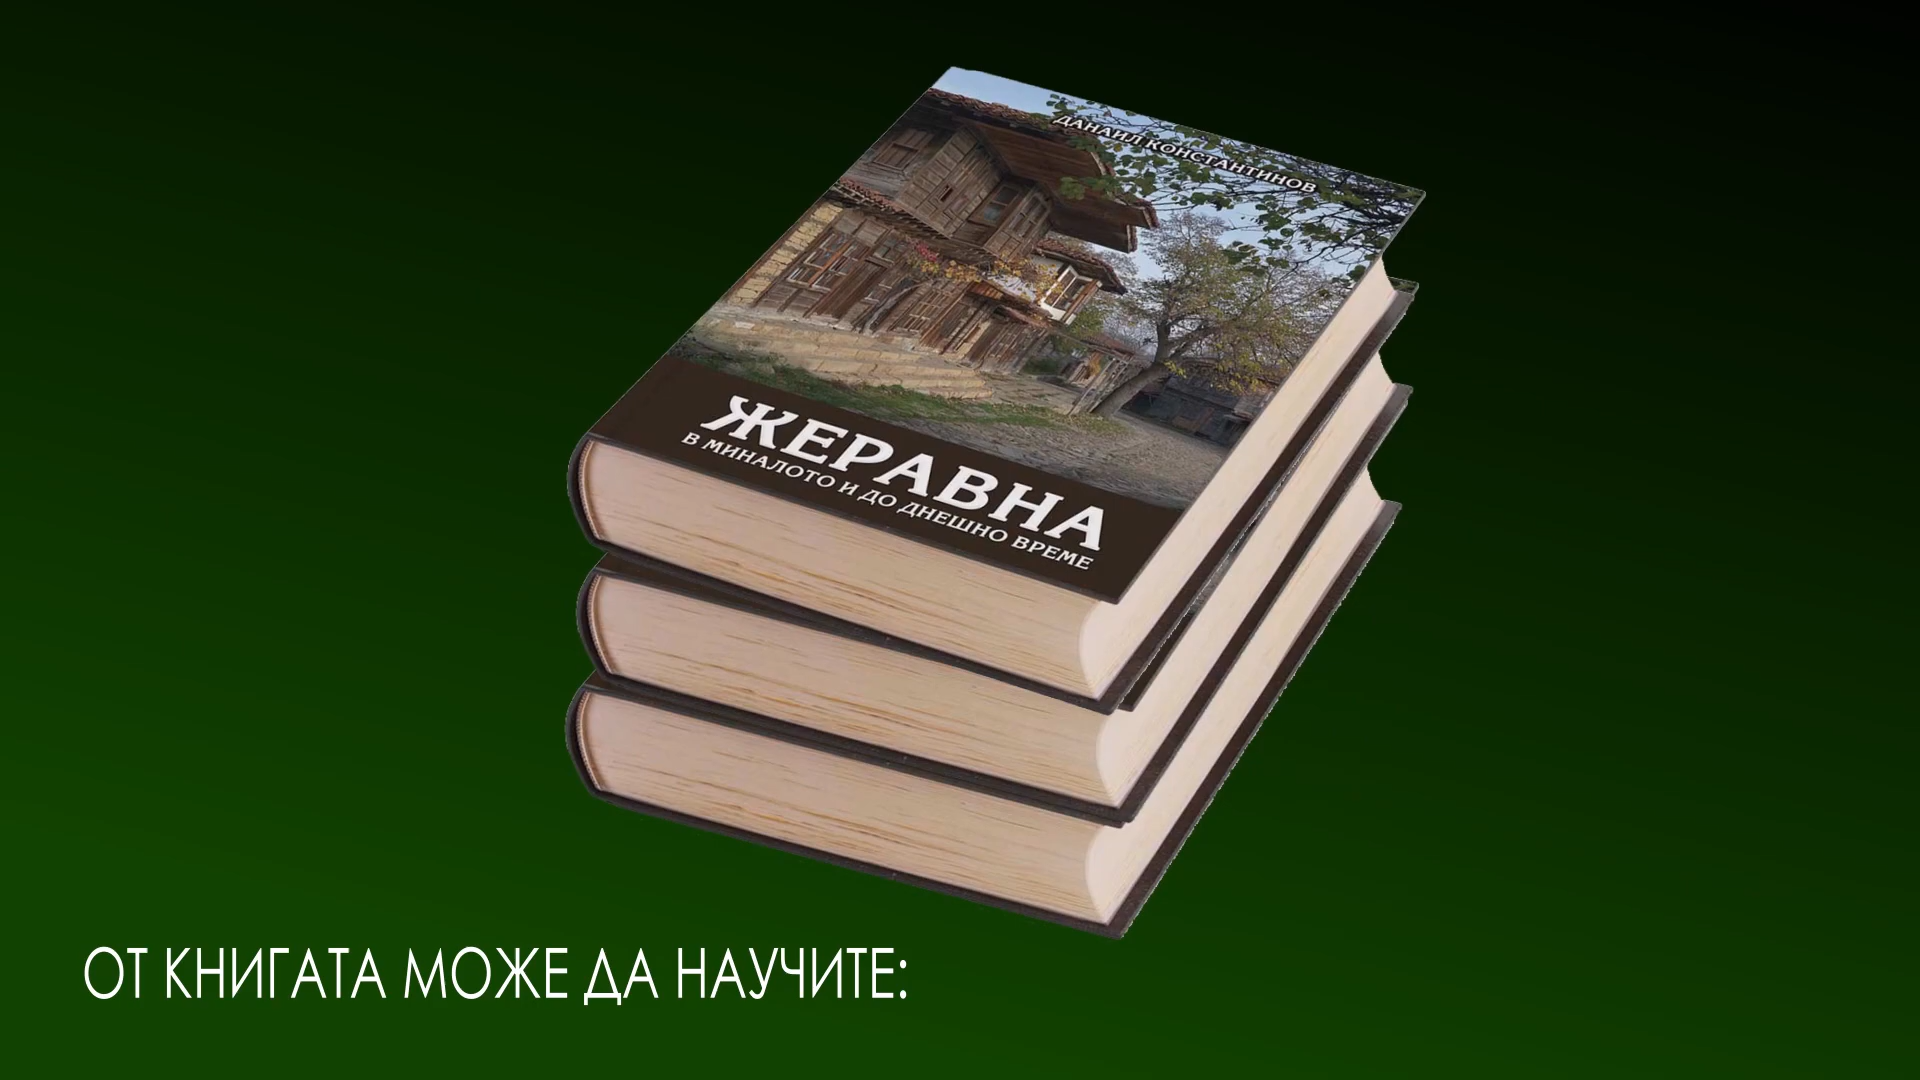 ДАНАИЛ КОНСТАНТИНОВ
ЖЕРАВНА
В МИНАЛОТО И ДО ДНЕШНО ВРЕМЕ
ОТ КНИГАТА МОЖЕ ДА НАУЧИТЕ: